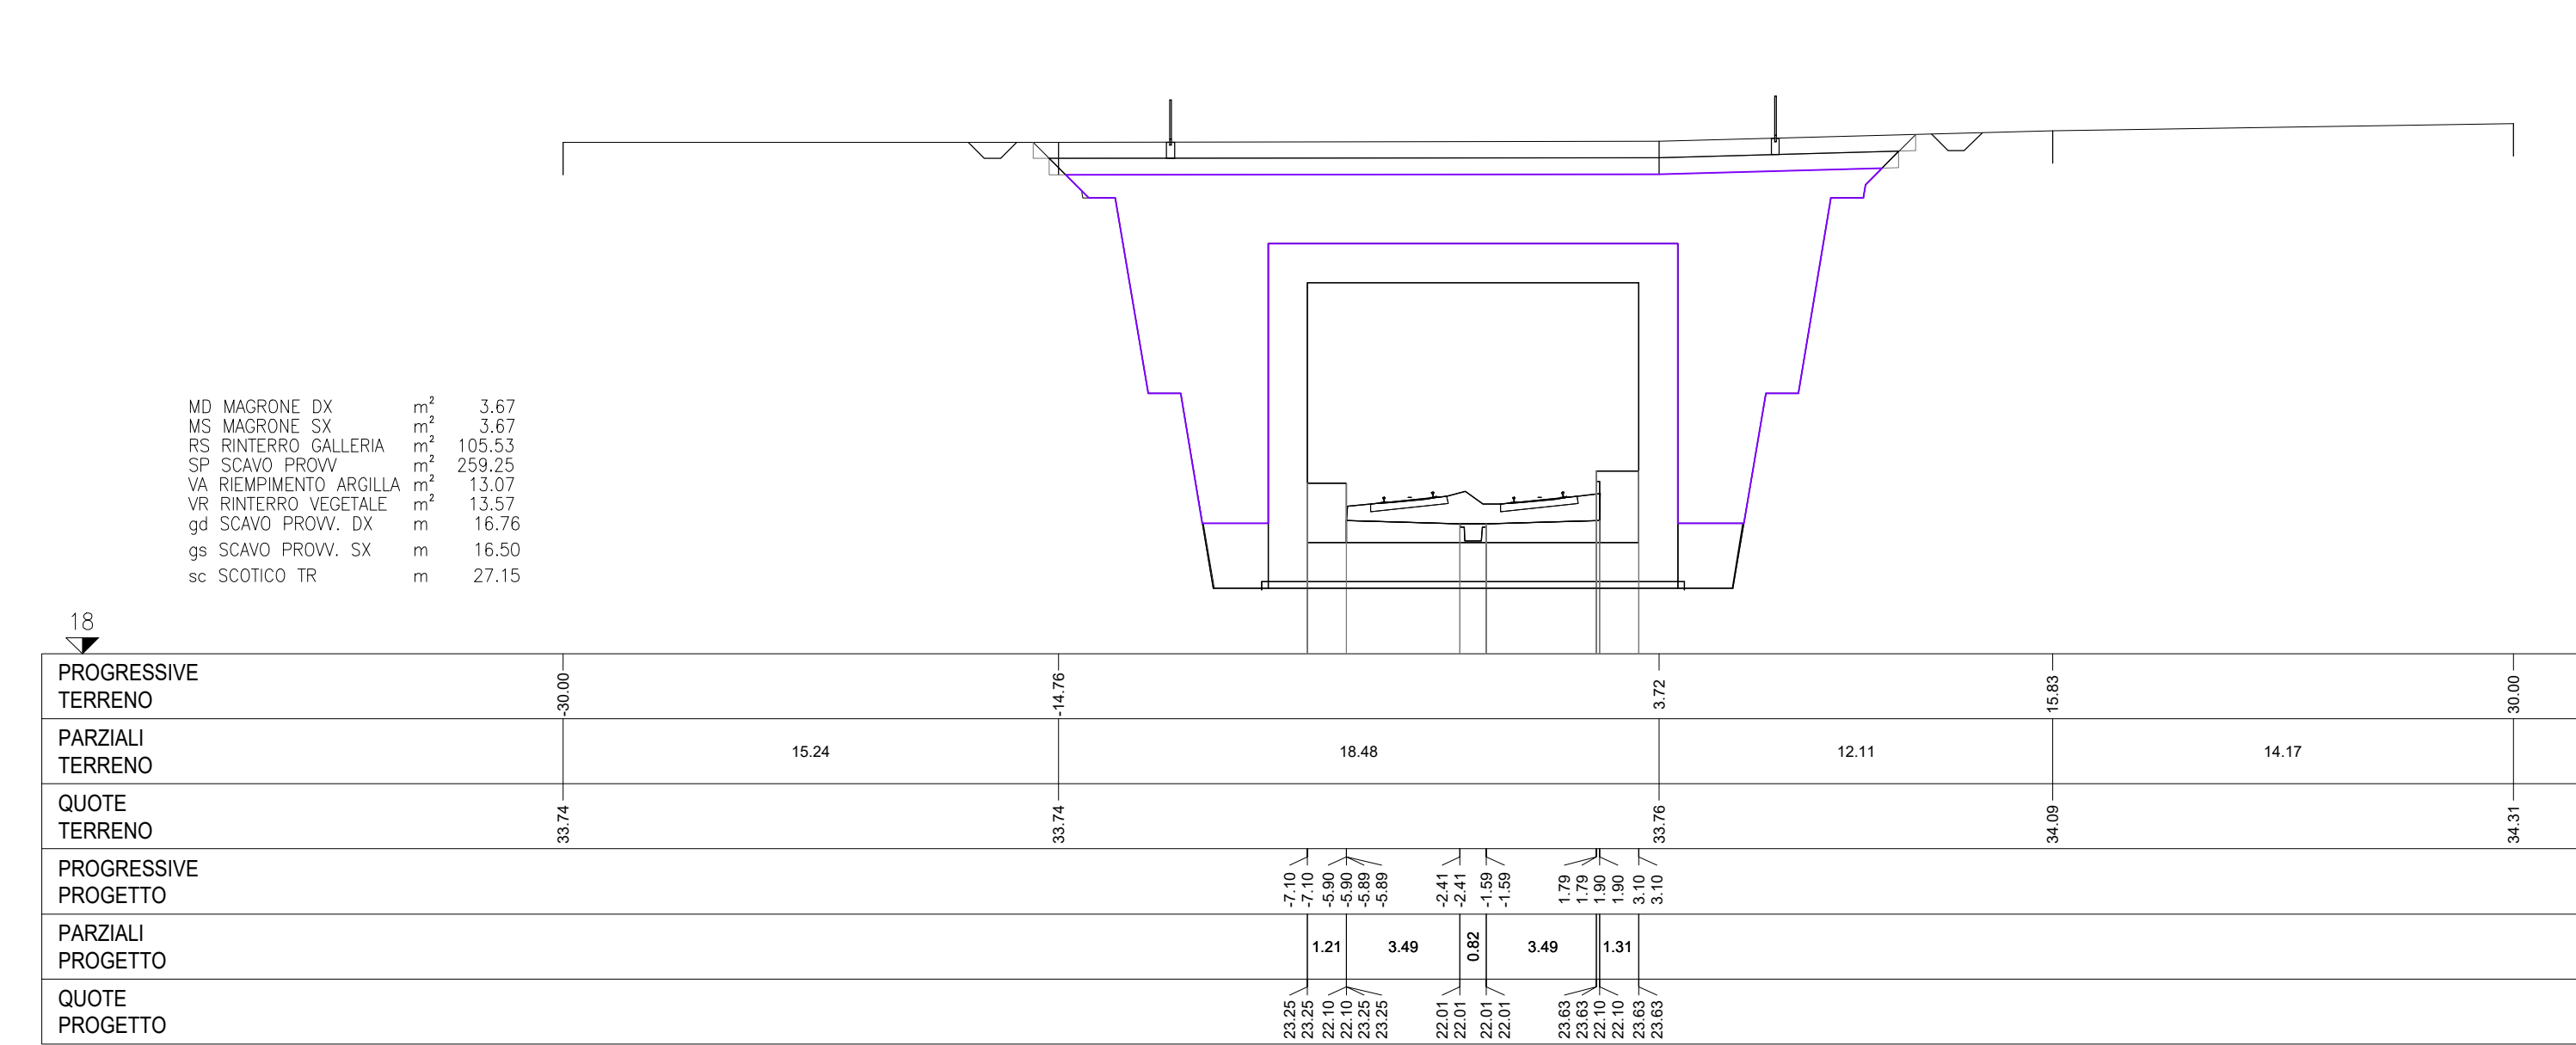 MD MAGRONE DX m² 3.67
MS MAGRONE SX m² 3.67
RS RINTERRO GALLERIA m² 105.53
SP SCAVO PROVV m² 259.25
VA RIEMPIMENTO ARGILLA m² 13.07
VR RINTERRO VEGETALE m² 13.57
gd SCAVO PROVV. DX m 16.76
gs SCAVO PROVV. SX m 16.50
sc SCOTICO TR m 27.15
18
PROGRESSIVE
TERRENO
-30.00 -14.76 3.72 15.83 30.00
PARZIALI
TERRENO
15.24 18.48 12.11 14.17
QUOTE
TERRENO
33.74 33.74 33.76 34.09 34.31
PROGRESSIVE
PROGETTO
-7.10 -7.10 -5.90 -5.90 -5.89 -5.89 -2.41 -2.41 -1.59 -1.59 1.79 1.79 1.90 1.90 3.10 3.10
PARZIALI
PROGETTO
1.21 3.49 0.82 3.49 1.31
QUOTE
PROGETTO
23.25 23.25 22.10 22.10 23.25 23.25 22.01 22.01 22.01 22.01 23.63 23.63 22.10 22.10 23.63 23.63